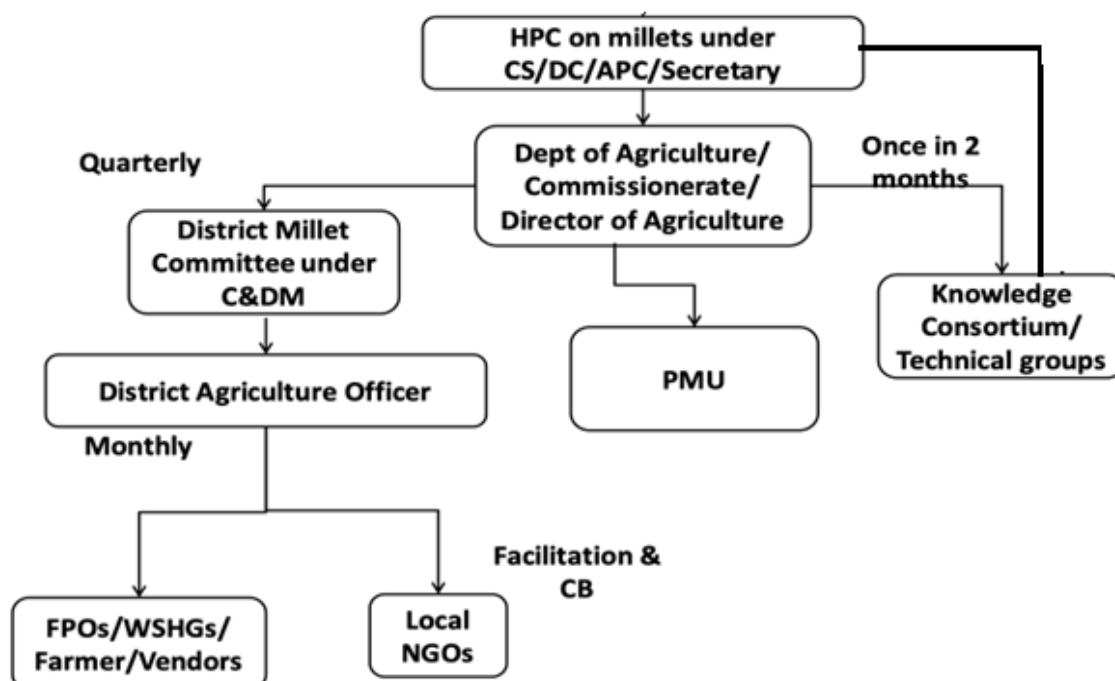 HPC on millets under
CS/DC/APC/Secretary
Dept of Agriculture/
Commissionerate/
Director of Agriculture
Quarterly
Once in 2
months
District Millet
Committee under
C&DM
Knowledge
Consortium/
Technical groups
PMU
District Agriculture Officer
Monthly
Facilitation &
CB
FPOs/WSHGs/
Farmer/Vendors
Local
NGOs